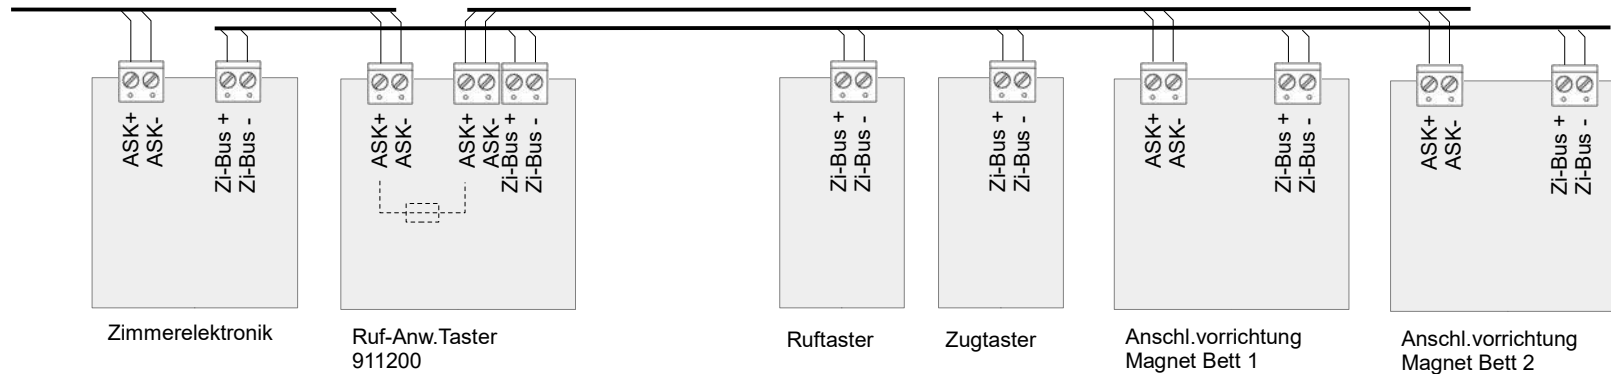 ASK+
ASK-
Zi-Bus +
Zi-Bus -
ASK+
ASK-
ASK+
ASK-
Zi-Bus +
Zi-Bus -
Zi-Bus +
Zi-Bus -
Zi-Bus +
Zi-Bus -
ASK+
ASK-
Zi-Bus +
Zi-Bus -
ASK+
ASK-
Zi-Bus +
Zi-Bus -
Zimmerelektronik
Ruf-Anw.Taster
911200
Ruftaster
Zugtaster
Anschl.vorrichtung
Magnet Bett 1
Anschl.vorrichtung
Magnet Bett 2